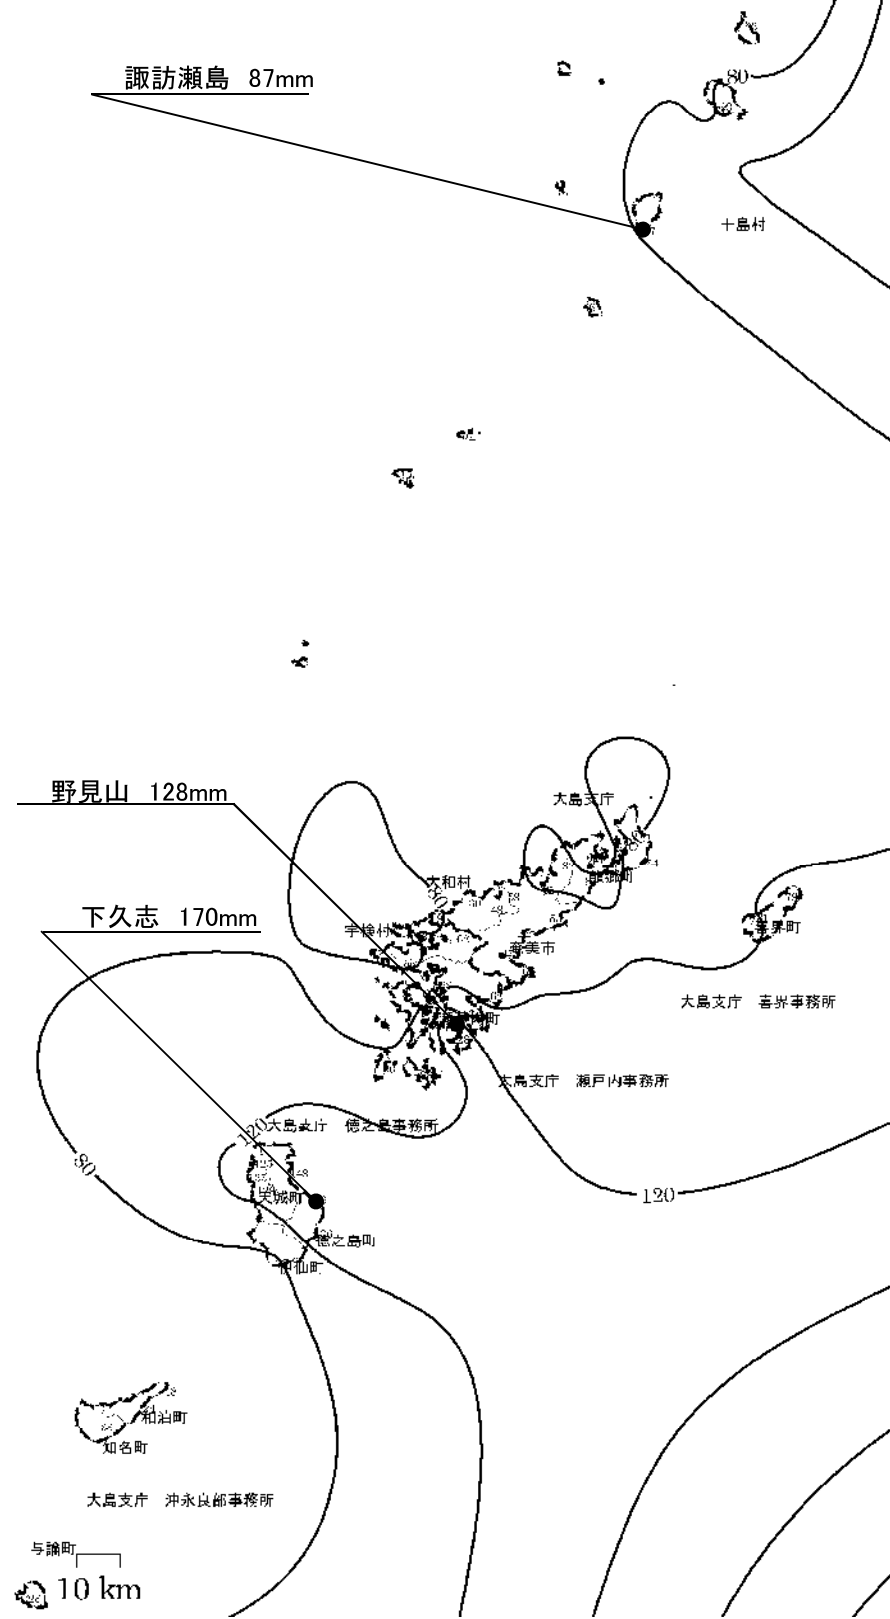 諏訪瀬島　87mm
80
十島村
野見山　128mm
大島支庁
大和村
80
下久志　170mm
宇検村
奄美市
喜界町
大島支庁　喜界事務所
大島支庁　瀬戸内事務所
大島支庁　徳之島事務所
120
80
天城町
120
徳之島町
伊仙町
和泊町
知名町
大島支庁　沖永良部事務所
与論町
10 km